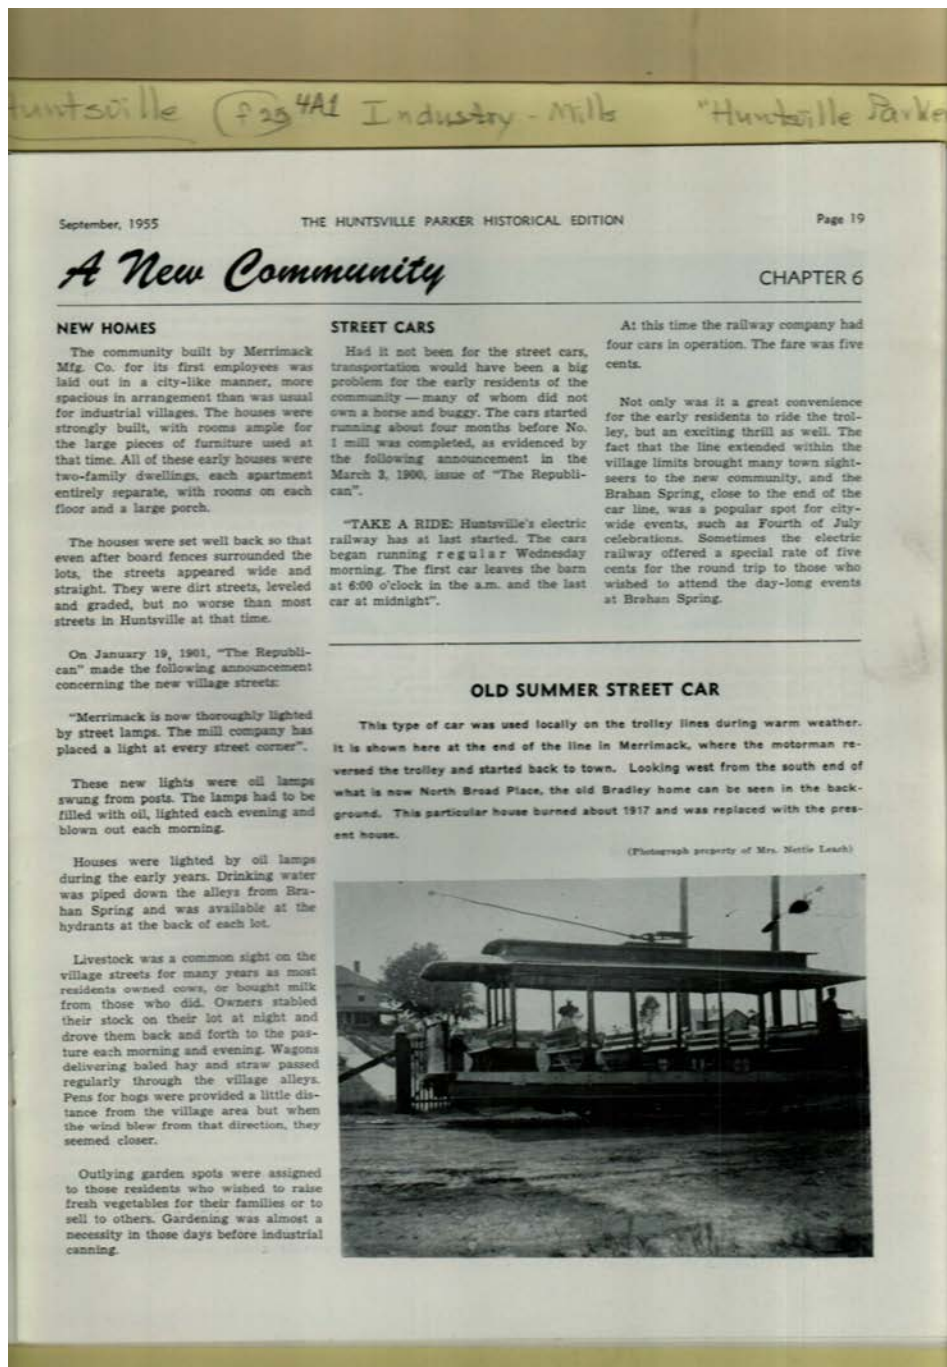 Huntsville f 25 4A1 Industry - Mills "Huntsville Parker
September, 1955 THE HUNTSVILLE PARKER HISTORICAL EDITION Page 19
A New Community CHAPTER 6
NEW HOMES
The community built by Merrimack
Mfg. Co. for its first employees was
laid out in a city-like manner, more
spacious in arrangement than was usual
for industrial villages. The houses were
strongly built, with rooms ample for
the large pieces of furniture used at
that time. All of these early houses were
two-family dwellings, each apartment
entirely separate, with rooms on each
floor and a large porch.
The houses were set well back so that
even after board fences surrounded the
lots, the streets appeared wide and
straight. They were dirt streets, leveled
and graded, but no worse than most
streets in Huntsville at that time.
On January 19, 1901, "The Republi-
can" made the following announcement
concerning the new village streets:
"Merrimack is now thoroughly lighted
by street lamps. The mill company has
placed a light at every street corner".
These new lights were oil lamps
swung from posts. The lamps had to be
filled with oil, lighted each evening and
blown out each morning.
Houses were lighted by oil lamps
during the early years. Drinking water
was piped down the alleys from Bra-
han Spring and was available at the
hydrants at the back of each lot.
Livestock was a common sight on the
village streets for many years as most
residents owned cows, or bought milk
from those who did. Owners stabled
their stock on their lot at night and
drove them back and forth to the pas-
ture each morning and evening. Wagons
delivering baled hay and straw passed
regularly through the village alleys.
Pens for hogs were provided a little dis-
tance from the village area but when
the wind blew from that direction, they
seemed closer.
Outlying garden spots were assigned
to those residents who wished to raise
fresh vegetables for their families or to
sell to others. Gardening was almost a
necessity in those days before industrial
canning.
STREET CARS
Had it not been for the street cars,
transportation would have been a big
problem for the early residents of the
community — many of whom did not
own a horse and buggy. The cars started
running about four months before No.
1 mill was completed, as evidenced by
the following announcement in the
March 3, 1900, issue of "The Republi-
can".
"TAKE A RIDE: Huntsville's electric
railway has at last started. The cars
began running regular Wednesday
morning. The first car leaves the barn
at 6:00 o'clock in the a.m. and the last
car at midnight".
At this time the railway company had
four cars in operation. The fare was five
cents.
Not only was it a great convenience
for the early residents to ride the trol-
ley, but an exciting thrill as well. The
fact that the line extended within the
village limits brought many town sight-
seers to the new community, and the
Brahan Spring, close to the end of the
car line, was a popular spot for city-
wide events, such as Fourth of July
celebrations. Sometimes the electric
railway offered a special rate of five
cents for the round trip to those who
wished to attend the day-long events
at Brahan Spring.
OLD SUMMER STREET CAR
This type of car was used locally on the trolley lines during warm weather.
It is shown here at the end of the line in Merrimack, where the motorman re-
versed the trolley and started back to town. Looking west from the south end of
what is now North Broad Place, the old Bradley home can be seen in the back-
ground. This particular house burned about 1917 and was replaced with the pres-
ent house.
(Photograph property of Mrs. Nettie Leach)